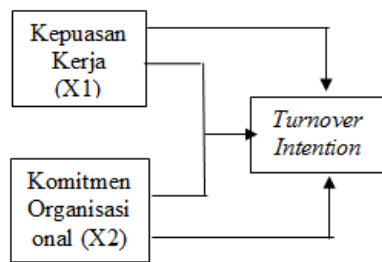 Kepuasan
Kerja
(X1)
Turnover
Intention
Komitmen
Organisasi
onal (X2)